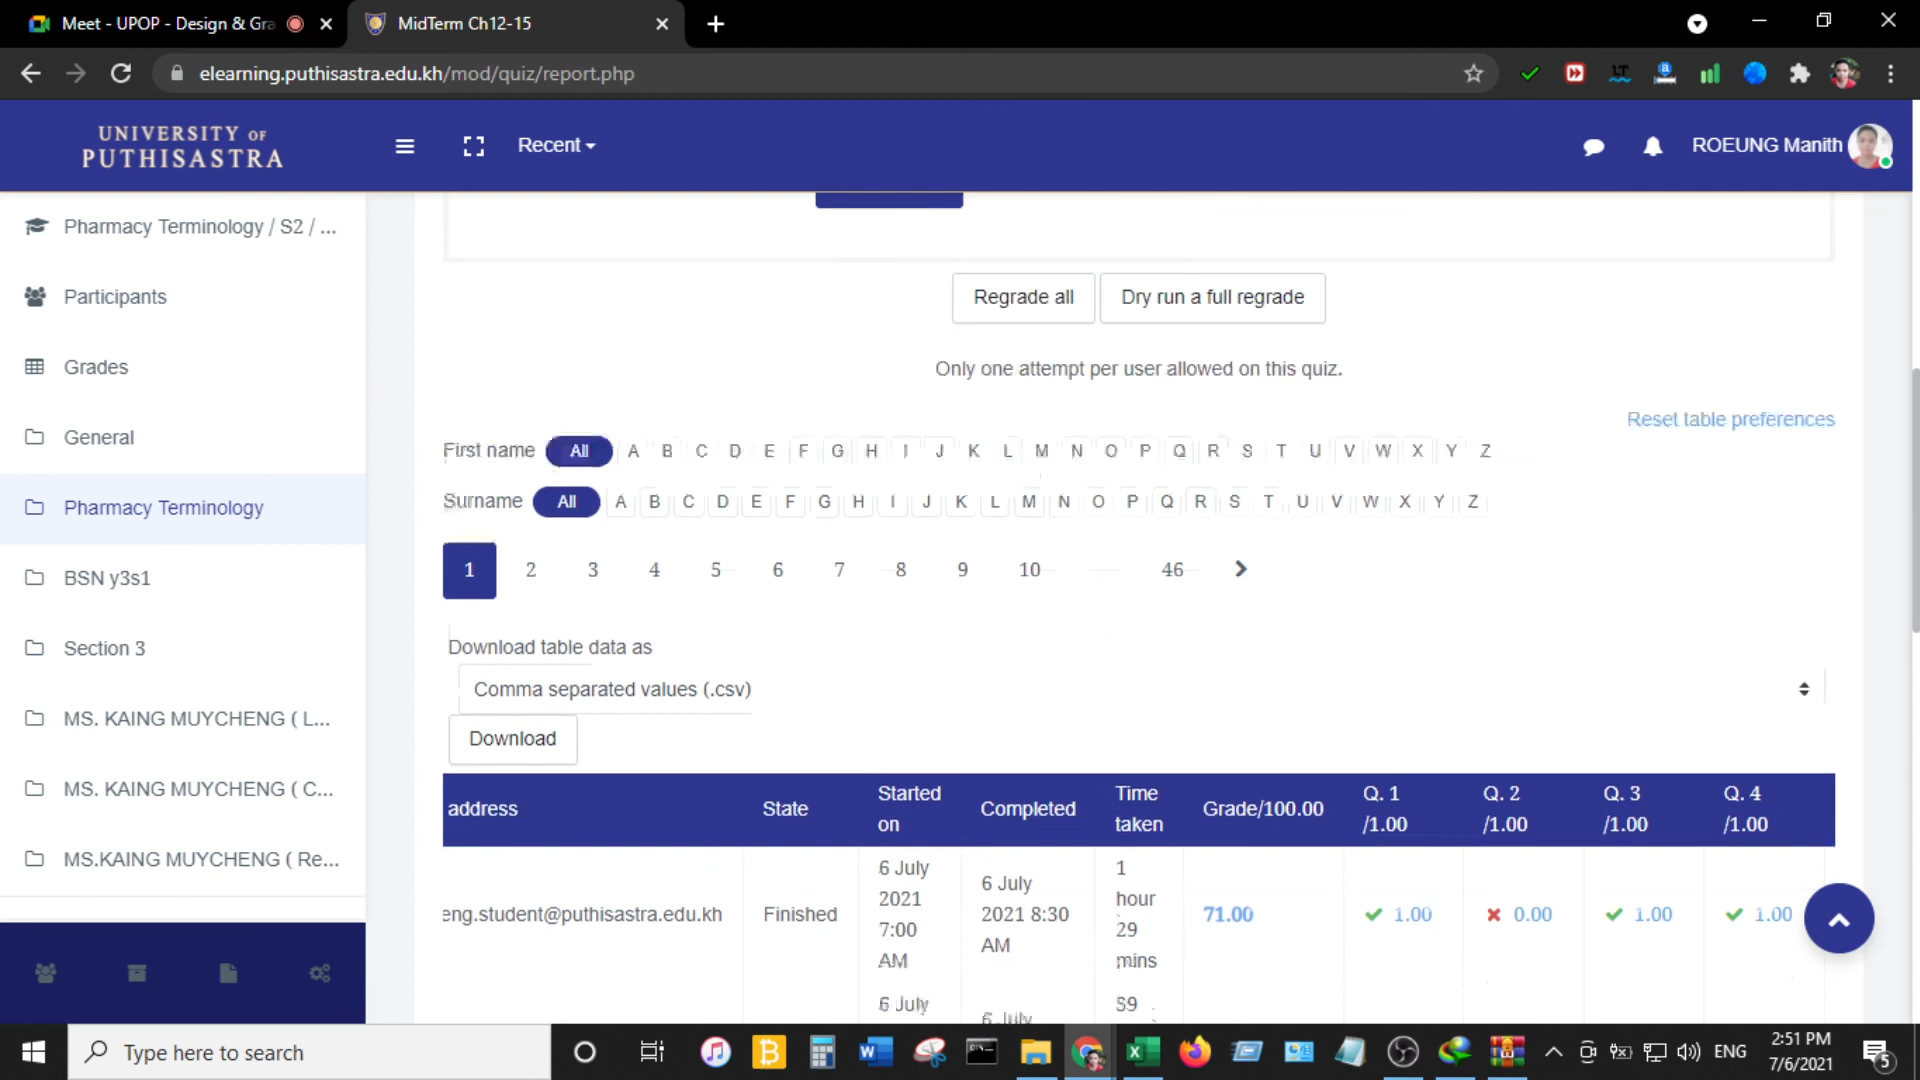 Meet - UPOP - Design & Gra
MidTerm Ch12-15
elearning.puthisastra.edu.kh/mod/quiz/report.php
UNIVERSITY OF
PUTHISASTRA
Recent
ROEUNG Manith
Pharmacy Terminology / S2 / ...
Participants
Grades
General
Pharmacy Terminology
BSN y3s1
Section 3
MS. KAING MUYCHENG ( L...
MS. KAING MUYCHENG ( C...
MS.KAING MUYCHENG ( Re...
Regrade all
Dry run a full regrade
Only one attempt per user allowed on this quiz.
Reset table preferences
First name All A B C D E F G H I J K L M N O P Q R S T U V W X Y Z
Surname All A B C D E F G H I J K L M N O P Q R S T U V W X Y Z
1 2 3 4 5 6 7 8 9 10 46
Download table data as
Comma separated values (.csv)
Download
address
State
Started
on
Completed
Time
taken
Grade/100.00
Q. 1
/1.00
Q. 2
/1.00
Q. 3
/1.00
Q. 4
/1.00
eng.student@puthisastra.edu.kh
Finished
6 July
2021
7:00
AM
6 July
2021 8:30
AM
1
hour
29
mins
71.00
1.00
0.00
1.00
1.00
6 July
6 July
Type here to search
ENG
2:51 PM
7/6/2021
5